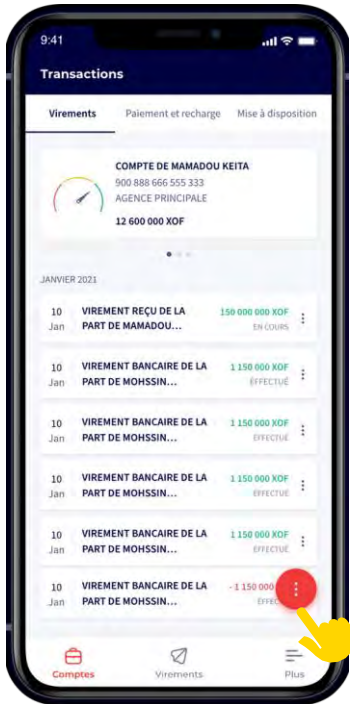 9:41
Transactions
Virements Paiement et recharge Mise à disposition
COMPTE DE MAMADOU KEITA
900 888 666 555 333
AGENCE PRINCIPALE
12 600 000 XOF
JANVIER 2021
10 VIREMENT REÇU DE LA 150 000 000 XOF
Jan PART DE MAMADOU... EN COURS
10 VIREMENT BANCAIRE DE LA 1 150 000 XOF
Jan PART DE MOHSSIN... EFFECTUÉ
10 VIREMENT BANCAIRE DE LA 1 150 000 XOF
Jan PART DE MOHSSIN... EFFECTUÉ
10 VIREMENT BANCAIRE DE LA 1 150 000 XOF
Jan PART DE MOHSSIN... EFFECTUÉ
10 VIREMENT BANCAIRE DE LA 1 150 000 XOF
Jan PART DE MOHSSIN... EFFECTUÉ
10 VIREMENT BANCAIRE DE LA - 1 150 000
Jan PART DE MOHSSIN...
Comptes Virements Plus